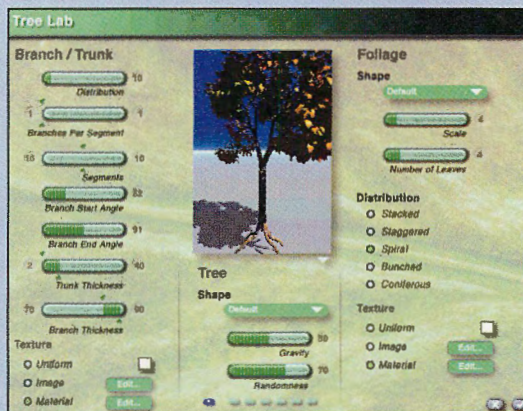 Tree Lab
Branch / Trunk
10
Distribution
1 1
Branches Per Segment
10 10
Segments
Branch Start Angle
91
Branch End Angle
2 40
Trunk Thickness
70 90
Branch Thickness
Texture
Uniform
Image Edit...
Material Edit...
Tree
Shape
Default
Gravity
70
Randomness
Foliage
Shape
Default
4
Scale
4
Number of Leaves
Distribution
Stacked
Staggered
Spiral
Bunched
Coniferous
Texture
Uniform
Image Edit...
Material Edit...